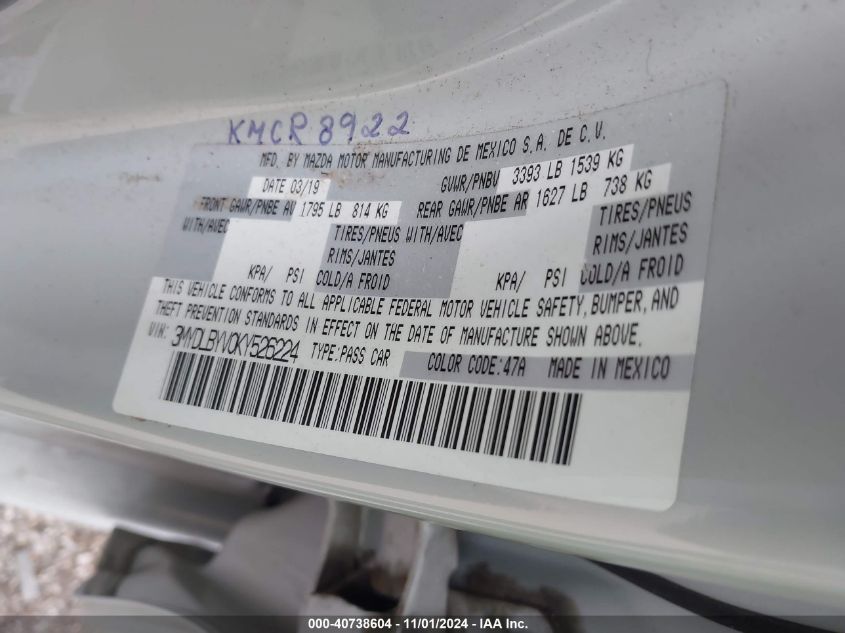 KMCR 8922
MFD. BY MAZDA MOTOR MANUFACTURING DE MEXICO S.A. DE C.V.
DATE 03/19 GVWR/PNBV 3393 LB 1539 KG
FRONT GAWR/PNBE AV 1795 LB 814 KG REAR GAWR/PNBE AR 1627 LB 738 KG
WITH/AVEC TIRES/PNEUS WITH/AVEC TIRES/PNEUS
RIMS/JANTES RIMS/JANTES
KPA/ PSI COLD/A FROID KPA/ PSI COLD/A FROID
THIS VEHICLE CONFORMS TO ALL APPLICABLE FEDERAL MOTOR VEHICLE SAFETY, BUMPER, AND
THEFT PREVENTION STANDARDS IN EFFECT ON THE DATE OF MANUFACTURE SHOWN ABOVE.
VIN: 3MYDLBYV0KY526224 TYPE:PASS CAR COLOR CODE:47A MADE IN MEXICO
000-40738604 - 11/01/2024 - IAA Inc.